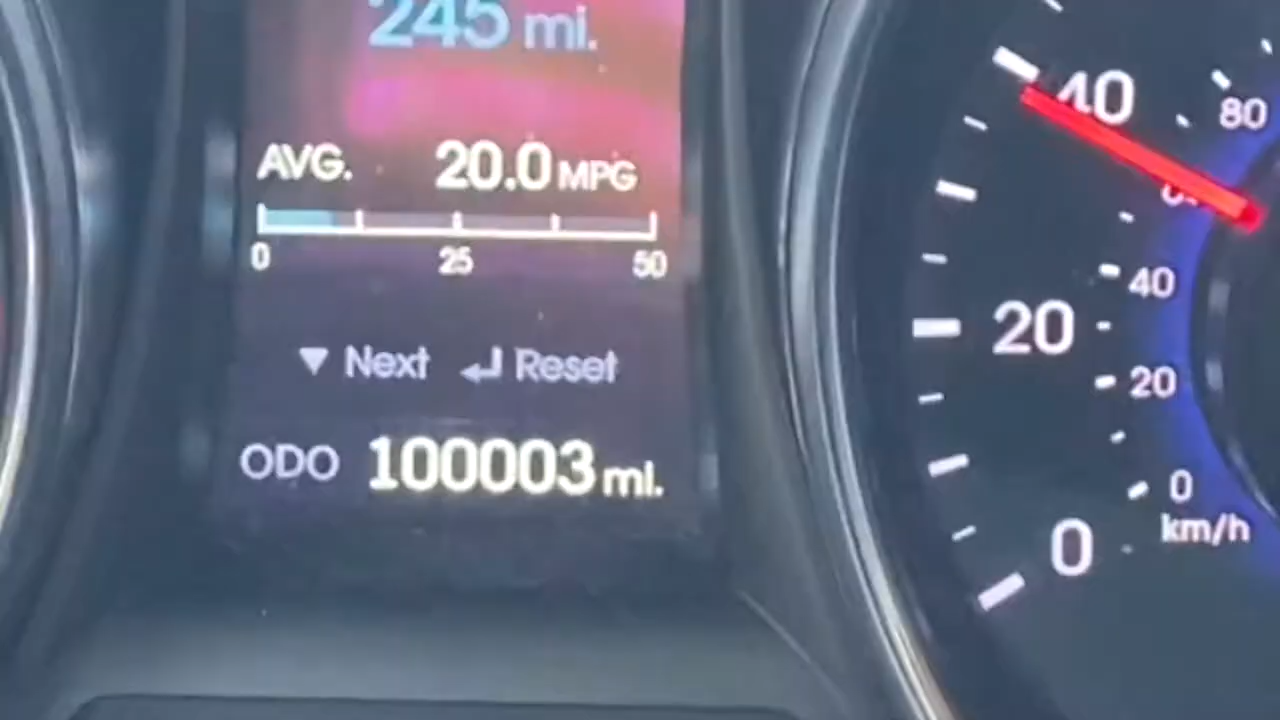 245 mi.
AVG. 20.0 MPG
0 25 50
▼ Next ↵ Reset
ODO 100003 mi.
40
20
0
80
40
20
0
km/h